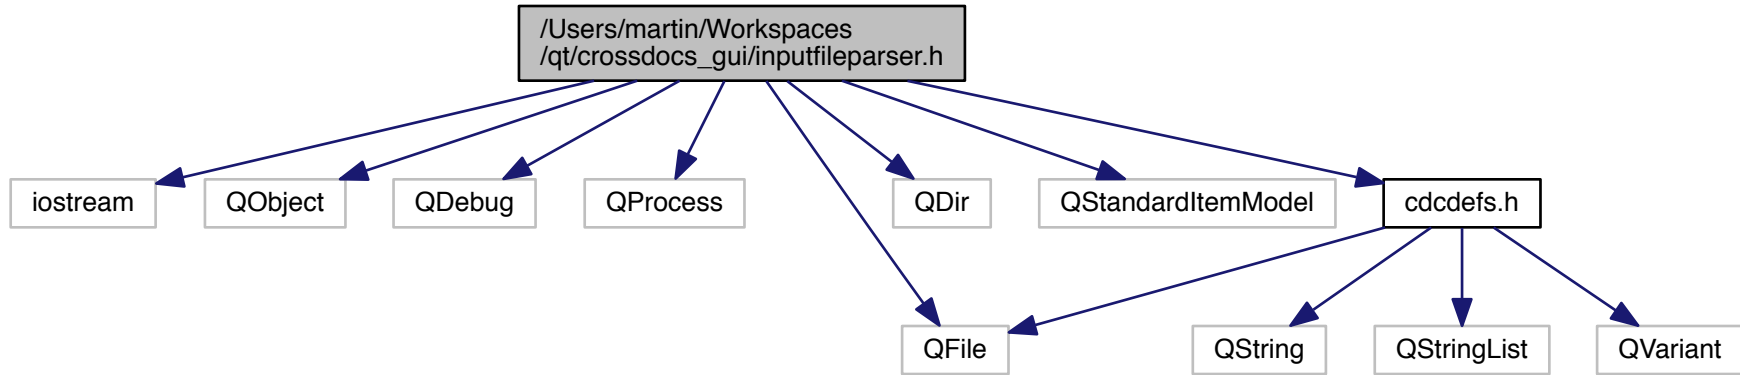 /Users/martin/Workspaces
/qt/crossdocs_gui/inputfileparser.h
iostream
QObject
QDebug
QProcess
QDir
QStandardItemModel
cdcdefs.h
QFile
QString
QStringList
QVariant